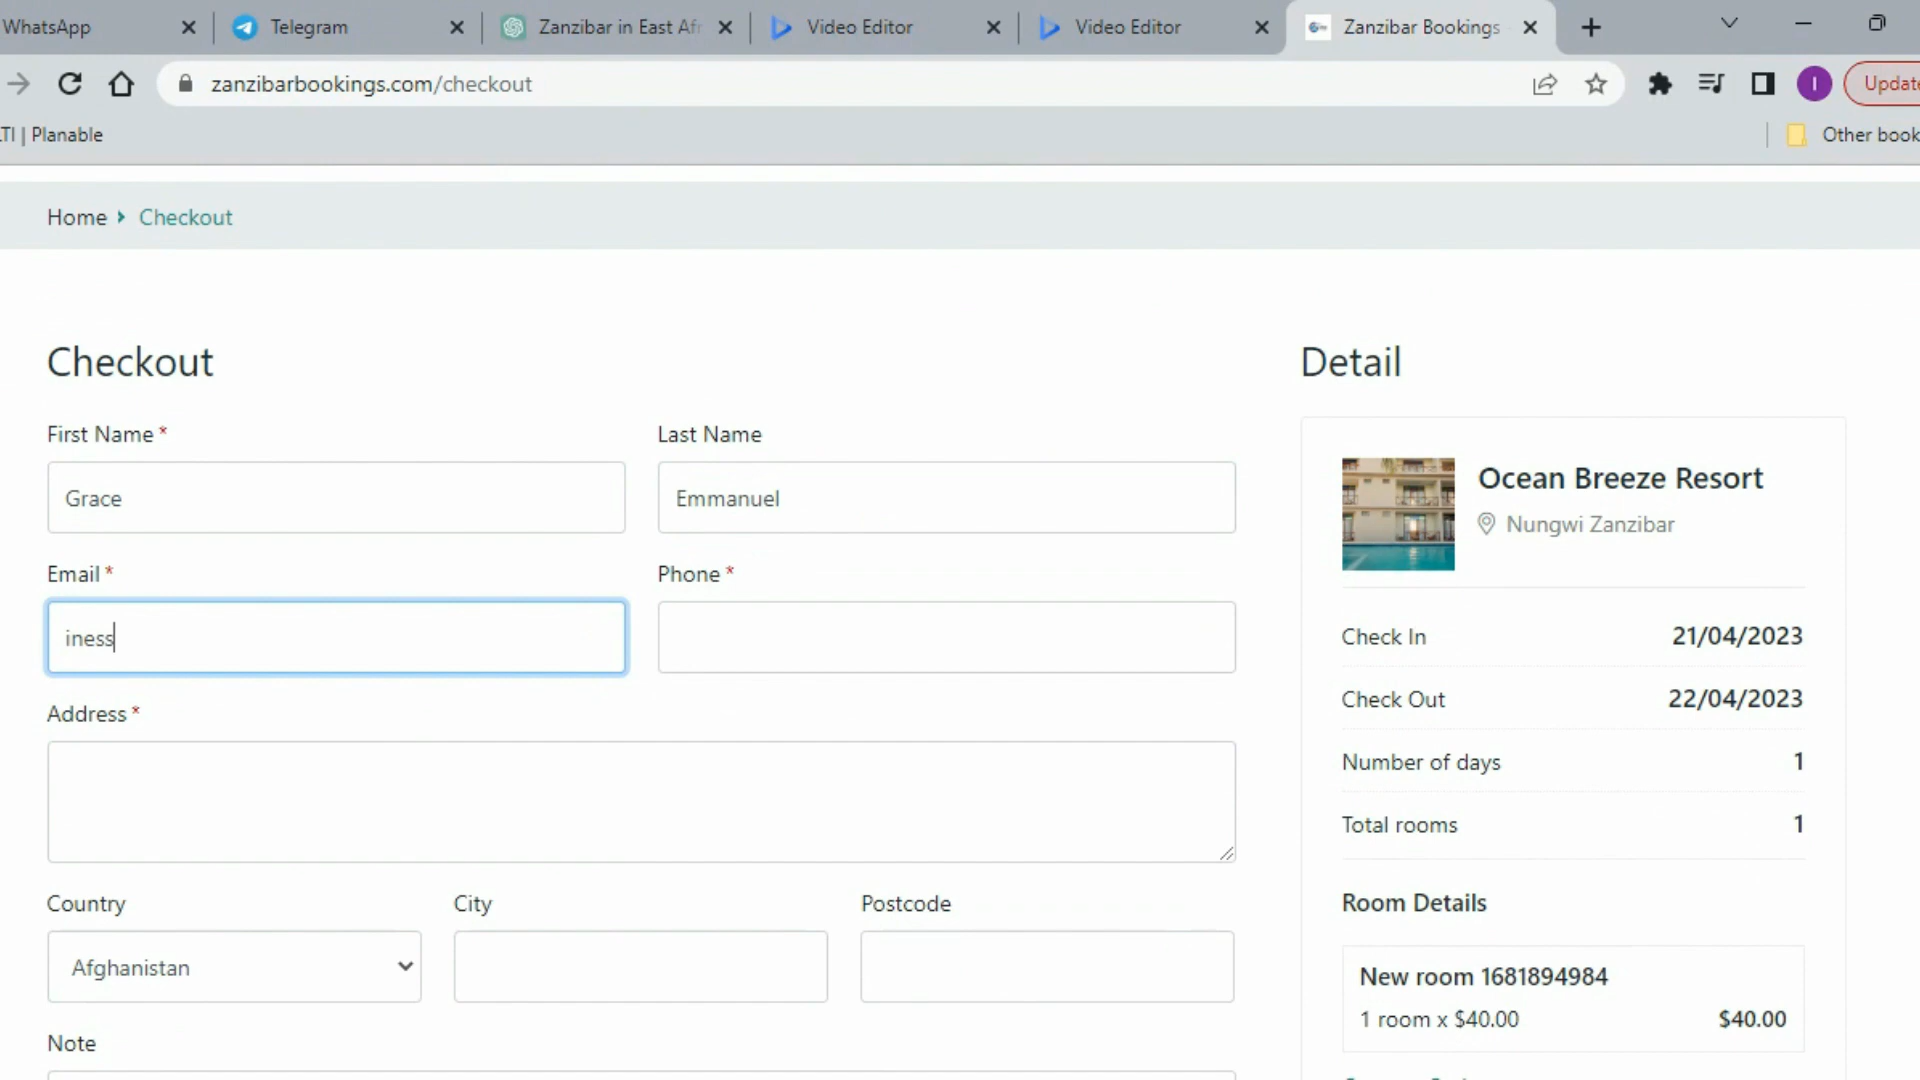 WhatsApp
Telegram
Zanzibar in East Afr
Video Editor
Video Editor
Zanzibar Bookings
zanzibarbookings.com/checkout
I
Update
TI | Planable
Other book
Home
Checkout
Checkout
First Name *
Last Name
Grace
Emmanuel
Email *
Phone *
iness
Address *
Country
City
Postcode
Afghanistan
Note
Detail
Ocean Breeze Resort
Nungwi Zanzibar
Check In 21/04/2023
Check Out 22/04/2023
Number of days 1
Total rooms 1
Room Details
New room 1681894984
1 room x $40.00 $40.00